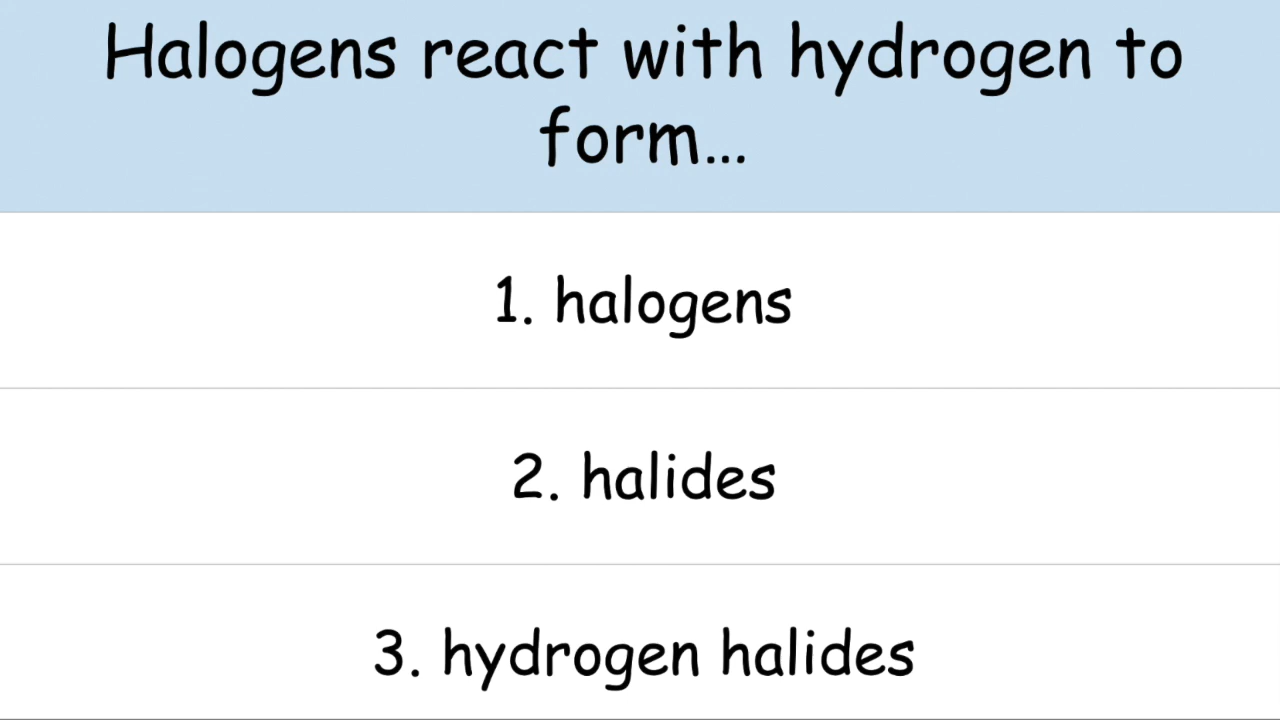 Halogens react with hydrogen to
form...
1. halogens
2. halides
3. hydrogen halides